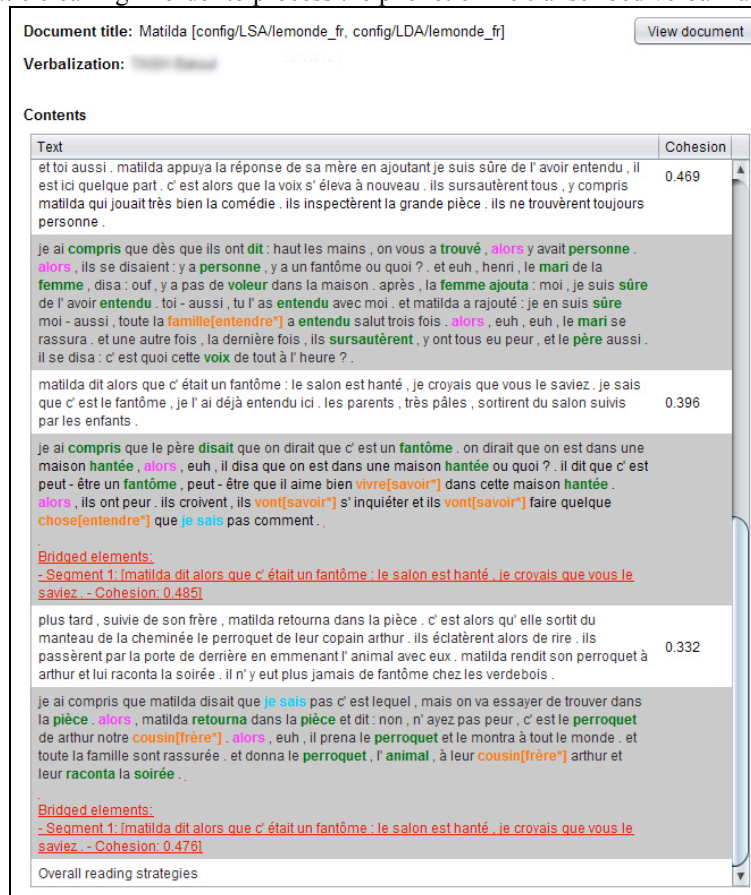 Document title: Matilda [config/LSA/lemonde_fr, config/LDA/lemonde_fr]
View document
Verbalization:
Contents
Text
Cohesion
et toi aussi . matilda appuya la réponse de sa mère en ajoutant je suis sûre de l' avoir entendu , il
est ici quelque part . c' est alors que la voix s' éleva à nouveau . ils sursautèrent tous , y compris
matilda qui jouait très bien la comédie . ils inspectèrent la grande pièce . ils ne trouvèrent toujours
personne .
0.469
je ai compris que dès que ils ont dit : haut les mains , on vous a trouvé , alors y avait personne .
alors , ils se disaient : y a personne , y a un fantôme ou quoi ? . et euh , henri , le mari de la
femme , disa : ouf , y a pas de voleur dans la maison . après , la femme ajouta : moi , je suis sûre
de l' avoir entendu . toi - aussi , tu l' as entendu avec moi . et matilda a rajouté : je en suis sûre
moi - aussi , toute la famille[entendre*] a entendu salut trois fois . alors , euh , euh , le mari se
rassura . et une autre fois , la dernière fois , ils sursautèrent , y ont tous eu peur , et le père aussi .
il se disa : c' est quoi cette voix de tout à l' heure ? .
matilda dit alors que c' était un fantôme : le salon est hanté , je croyais que vous le saviez . je sais
que c' est le fantôme , je l' ai déjà entendu ici . les parents , très pâles , sortirent du salon suivis
par les enfants .
0.396
je ai compris que le père disait que on dirait que c' est un fantôme . on dirait que on est dans une
maison hantée , alors , euh , il disa que on est dans une maison hantée ou quoi ? . il dit que c' est
peut - être un fantôme , peut - être que il aime bien vivre[savoir*] dans cette maison hantée .
alors , ils ont peur . ils croivent , ils vont[savoir*] s' inquiéter et ils vont[savoir*] faire quelque
chose[entendre*] que je sais pas comment .
Bridged elements:
- Segment 1: [matilda dit alors que c' était un fantôme : le salon est hanté , je croyais que vous le
saviez . - Cohesion: 0.485]
plus tard , suivie de son frère , matilda retourna dans la pièce . c' est alors qu' elle sortit du
manteau de la cheminée le perroquet de leur copain arthur . ils éclatèrent alors de rire . ils
passèrent par la porte de derrière en emmenant l' animal avec eux . matilda rendit son perroquet à
arthur et lui raconta la soirée . il n' y eut plus jamais de fantôme chez les verdebois .
0.332
je ai compris que matilda disait que je sais pas c' est lequel , mais on va essayer de trouver dans
la pièce . alors , matilda retourna dans la pièce et dit : non , n' ayez pas peur , c' est le perroquet
de arthur notre cousin[frère*] . alors , euh , il prena le perroquet et le montra à tout le monde . et
toute la famille sont rassurée . et donna le perroquet , l' animal , à leur cousin[frère*] arthur et
leur raconta la soirée .
Bridged elements:
- Segment 1: [matilda dit alors que c' était un fantôme : le salon est hanté , je croyais que vous le
saviez . - Cohesion: 0.476]
Overall reading strategies